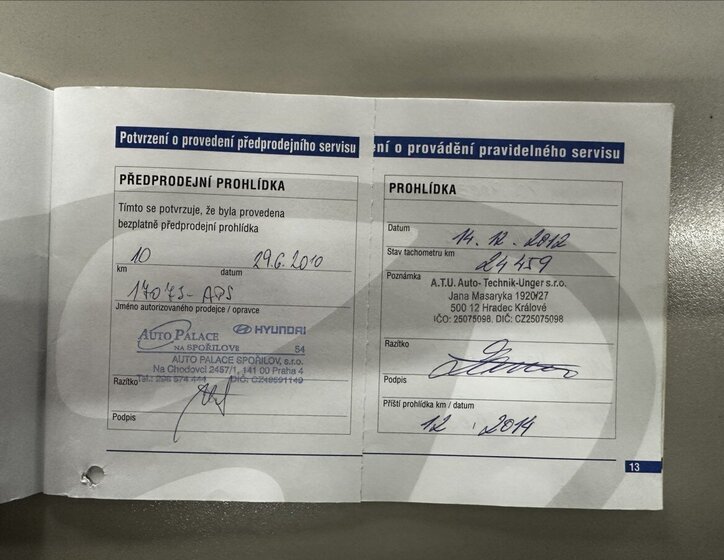 Potvrzení o provedení předprodejního servisu
PŘEDPRODEJNÍ PROHLÍDKA
Tímto se potvrzuje, že byla provedena
bezplatně předprodejní prohlídka
10 29.6.2010
km datum
17073-APS
Jméno autorizovaného prodejce / opravce
AUTO PALACE HYUNDAI
NA SPOŘILOVĚ 54
AUTO PALACE SPOŘILOV, s.r.o.
Na Chodovci 2457/1, 141 00 Praha 4
Razítko Tel.: DIČ:
Podpis
ení o provádění pravidelného servisu
PROHLÍDKA
Datum 14.12.2012
Stav tachometru km 24459
Poznámka A.T.U. Auto-Technik-Unger s.r.o.
Jana Masaryka 1920/27
500 12 Hradec Králové
IČO: 25075098, DIČ: CZ25075098
Razítko
Podpis
Příští prohlídka km / datum
12 2014
13